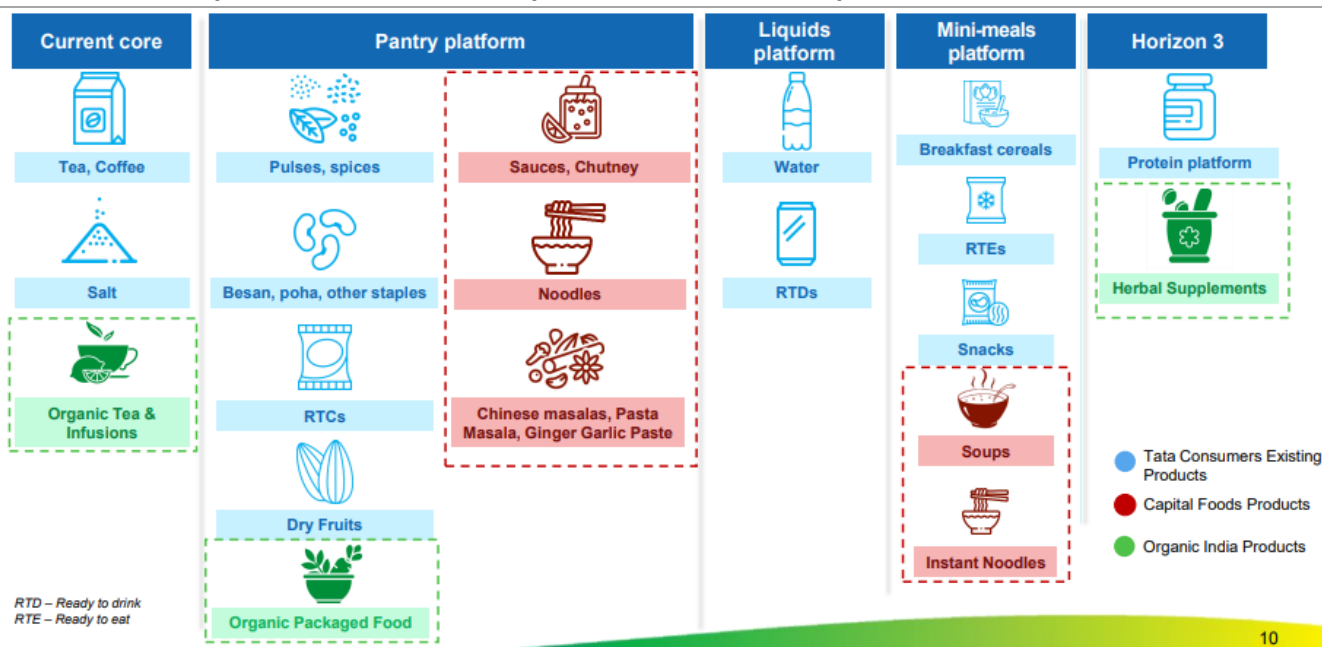 Current core
Tea, Coffee
Salt
Organic Tea &
Infusions
Pantry platform
Pulses, spices
Besan, poha, other staples
RTCs
Dry Fruits
Organic Packaged Food
Sauces, Chutney
Noodles
Chinese masalas, Pasta
Masala, Ginger Garlic Paste
Liquids
platform
Water
RTDs
Mini-meals
platform
Breakfast cereals
RTEs
Snacks
Soups
Instant Noodles
Horizon 3
Protein platform
Herbal Supplements
Tata Consumers Existing
Products
Capital Foods Products
Organic India Products
RTD – Ready to drink
RTE – Ready to eat
10